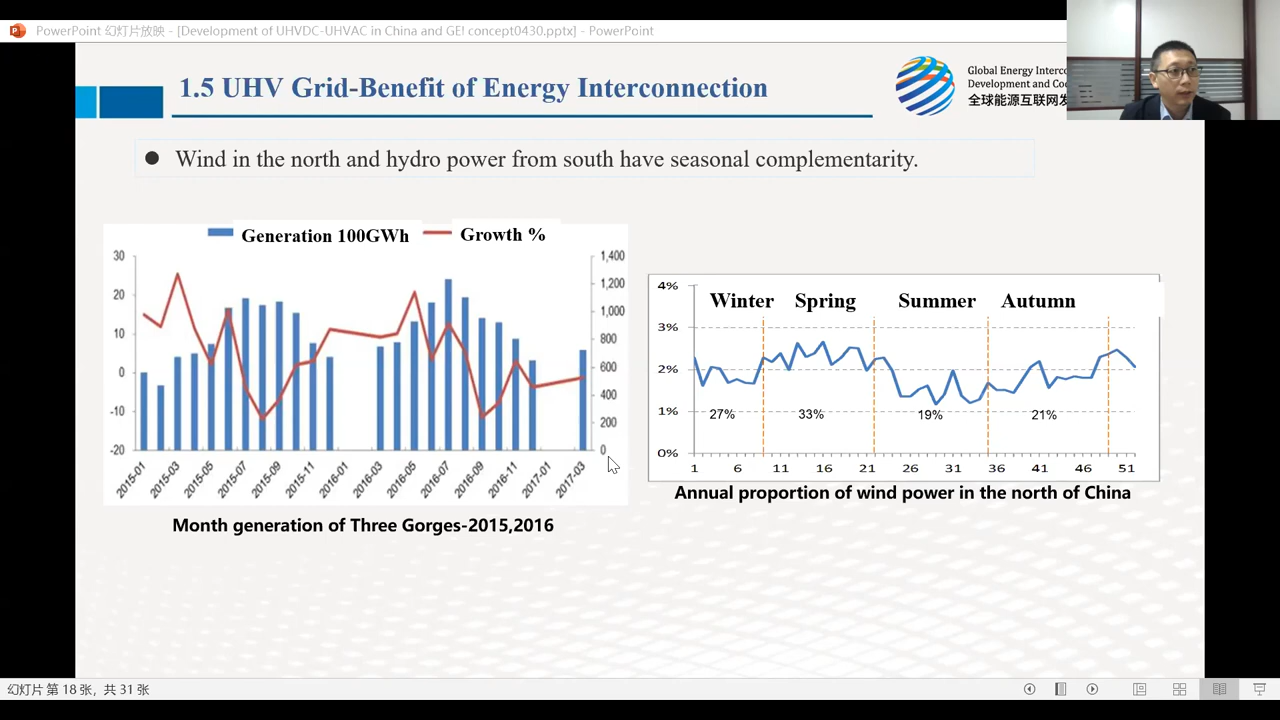 PowerPoint 幻灯片放映 - [Development of UHVDC-UHVAC in China and GEI concept0430.pptx] - PowerPoint
1.5 UHV Grid-Benefit of Energy Interconnection
Global Energy Interco
Development and Coo
全球能源互联网发
● Wind in the north and hydro power from south have seasonal complementarity.
Generation 100GWh Growth %
30 1,400
20 1,200
10 1,000
0 800
-10 600
-20 400
200
0
2015-01 2015-03 2015-05 2015-07 2015-09 2015-11 2016-01 2016-03 2016-05 2016-07 2016-09 2016-11 2017-01 2017-03
Month generation of Three Gorges-2015,2016
Winter Spring Summer Autumn
4%
3%
2%
1%
0%
27% 33% 19% 21%
1 6 11 16 21 26 31 36 41 46 51
Annual proportion of wind power in the north of China
幻灯片 第 18 张，共 31 张